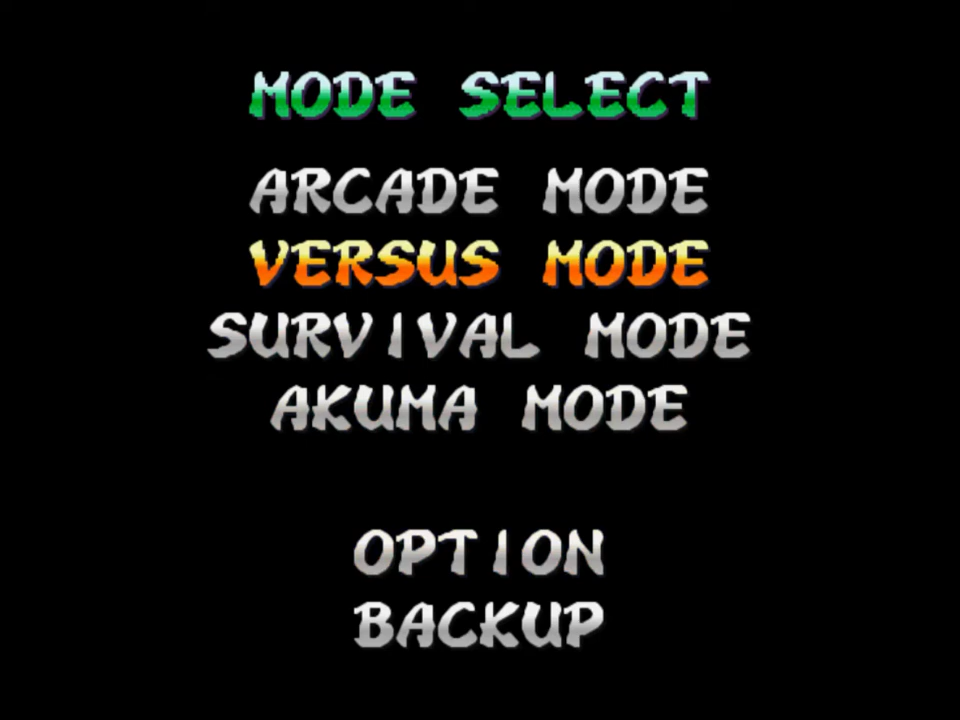 MODE SELECT
ARCADE MODE
VERSUS MODE
SURVIVAL MODE
AKUMA MODE
OPTION
BACKUP